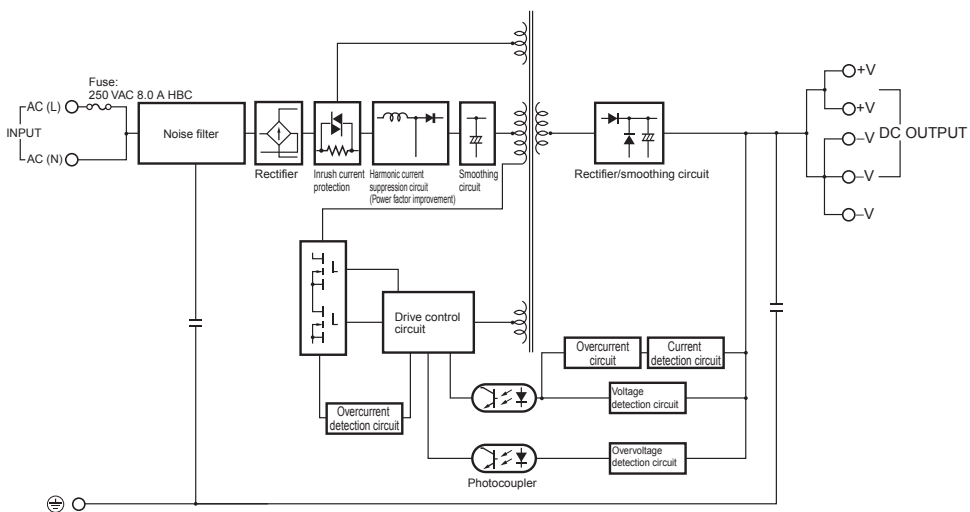 Fuse:
250 VAC 8.0 A HBC
AC (L)
INPUT
AC (N)
Noise filter
Rectifier
Inrush current
protection
Harmonic current
suppression circuit
(Power factor improvement)
Smoothing
circuit
Rectifier/smoothing circuit
+V
+V
–V
DC OUTPUT
–V
–V
Drive control
circuit
Overcurrent
circuit
Current
detection circuit
Voltage
detection circuit
Overcurrent
detection circuit
Overvoltage
detection circuit
Photocoupler